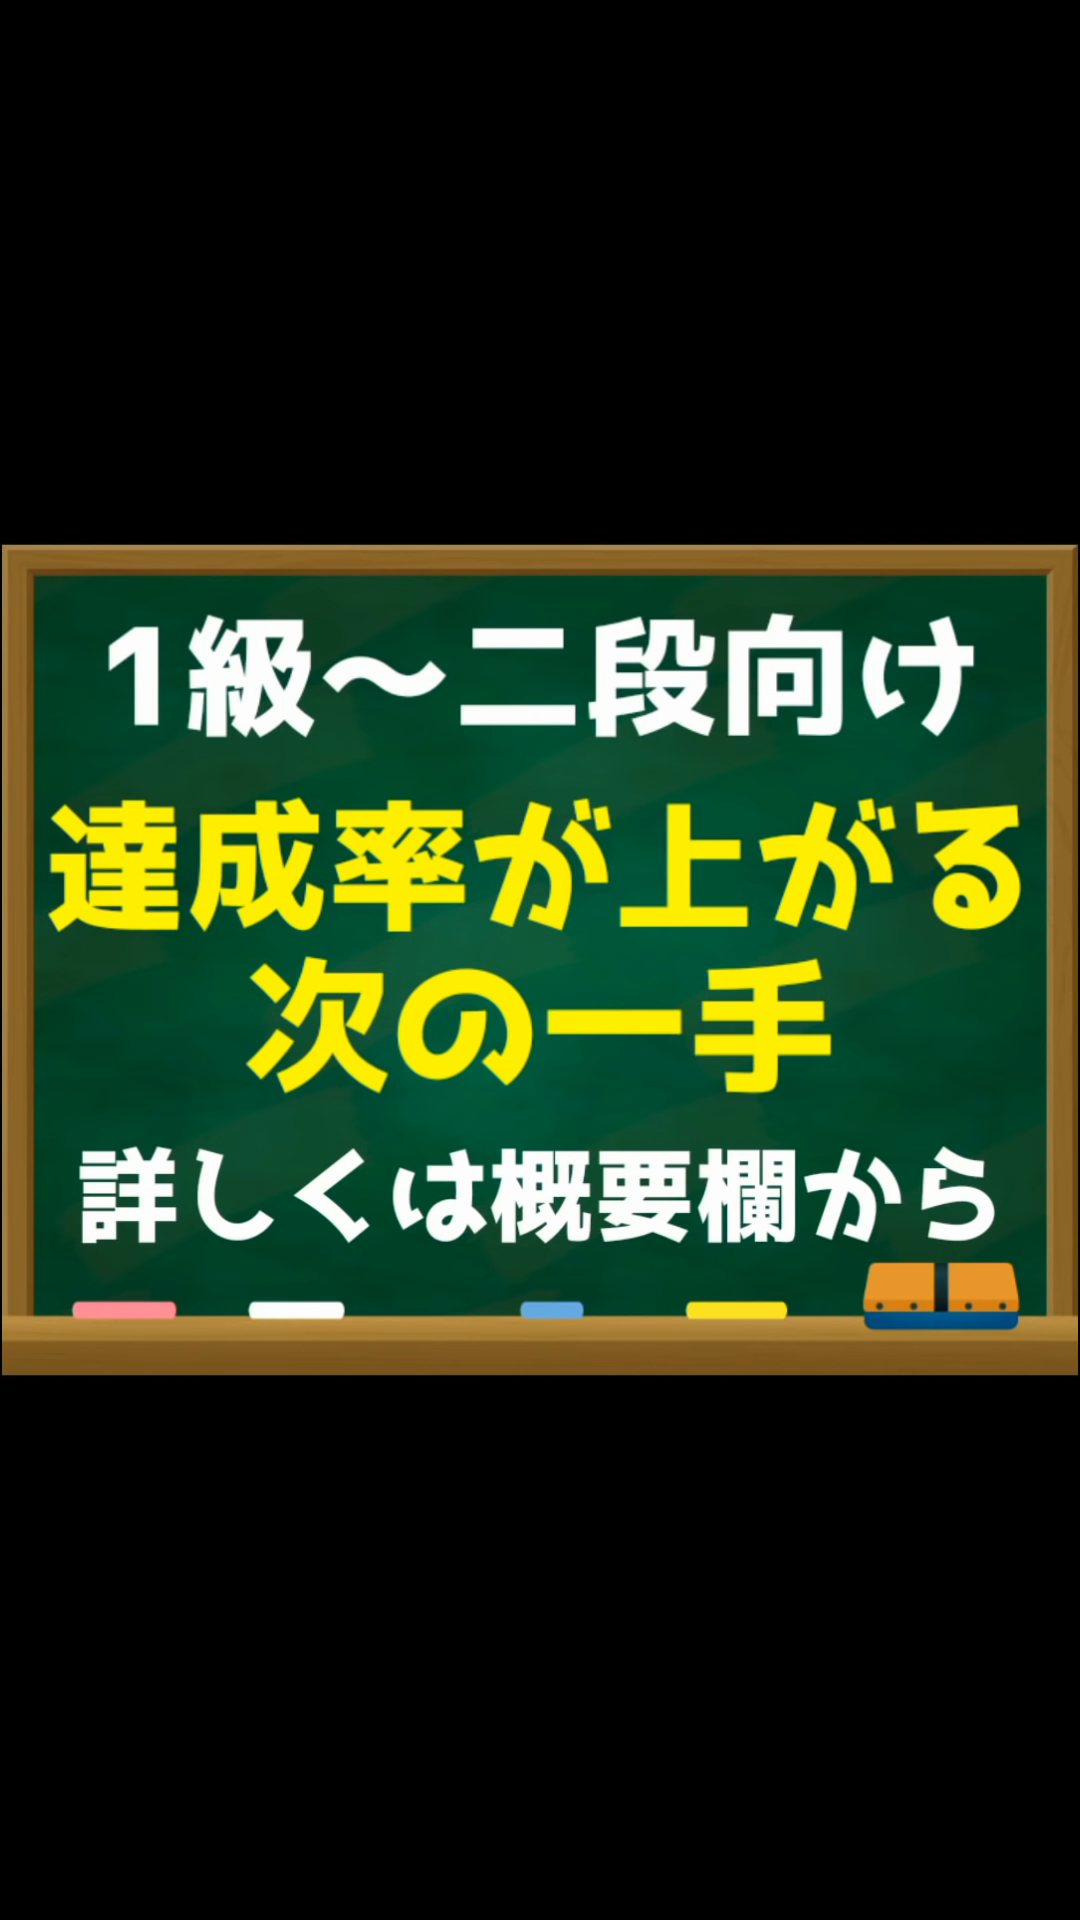 1級～二段向け
達成率が上がる
次の一手
詳しくは概要欄から